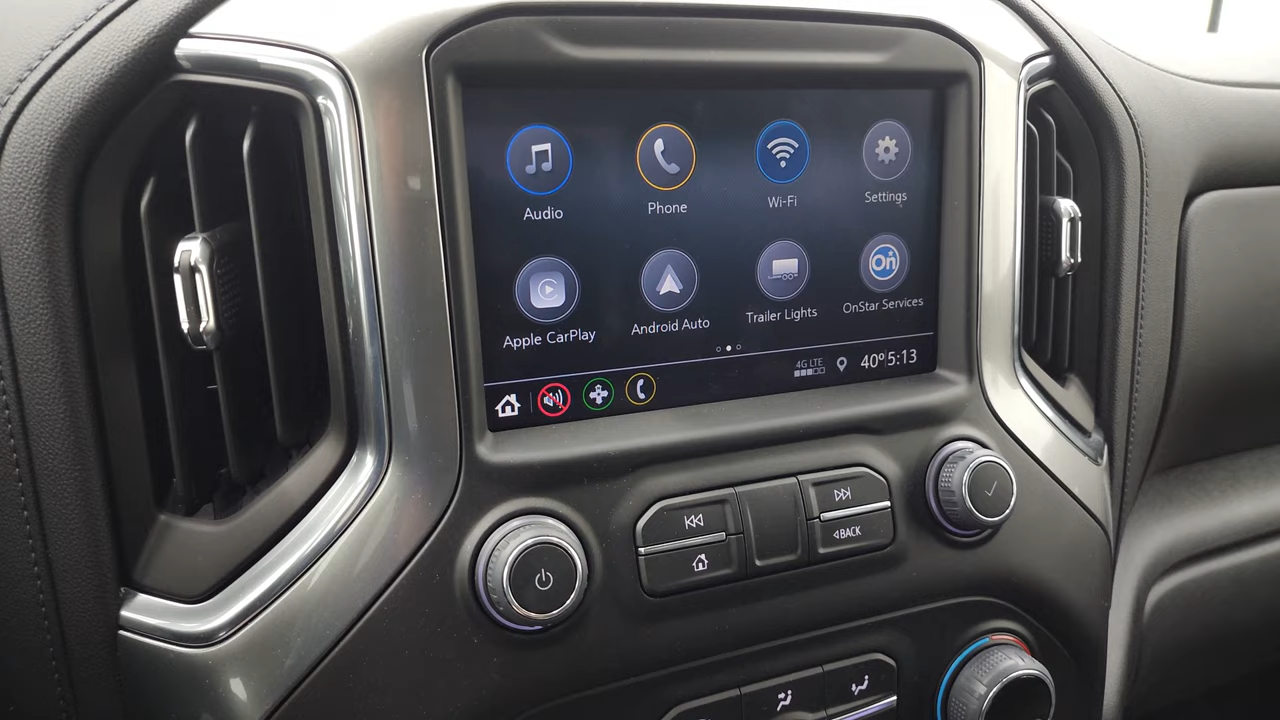 Audio
Phone
Wi-Fi
Settings
On
Apple CarPlay
Android Auto
Trailer Lights
OnStar Services
4G LTE
40° 5:13
BACK